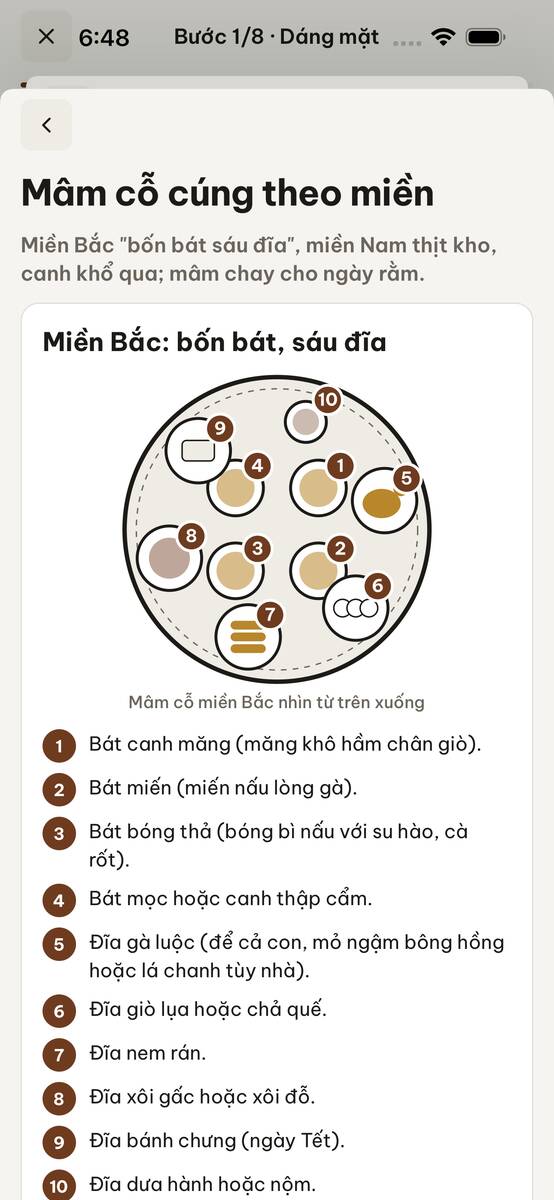 6:48
Bước 1/8 · Dáng mặt
Mâm cỗ cúng theo miền
Miền Bắc "bốn bát sáu đĩa", miền Nam thịt kho,
canh khổ qua; mâm chay cho ngày rằm.
Miền Bắc: bốn bát, sáu đĩa
10
9
4
1
5
8
3
2
6
7
Mâm cỗ miền Bắc nhìn từ trên xuống
1 Bát canh măng (măng khô hầm chân giò).
2 Bát miến (miến nấu lòng gà).
3 Bát bóng thả (bóng bì nấu với su hào, cà
rốt).
4 Bát mọc hoặc canh thập cẩm.
5 Đĩa gà luộc (để cả con, mỏ ngậm bông hồng
hoặc lá chanh tùy nhà).
6 Đĩa giò lụa hoặc chả quế.
7 Đĩa nem rán.
8 Đĩa xôi gấc hoặc xôi đỗ.
9 Đĩa bánh chưng (ngày Tết).
10 Đĩa dưa hành hoặc nộm.